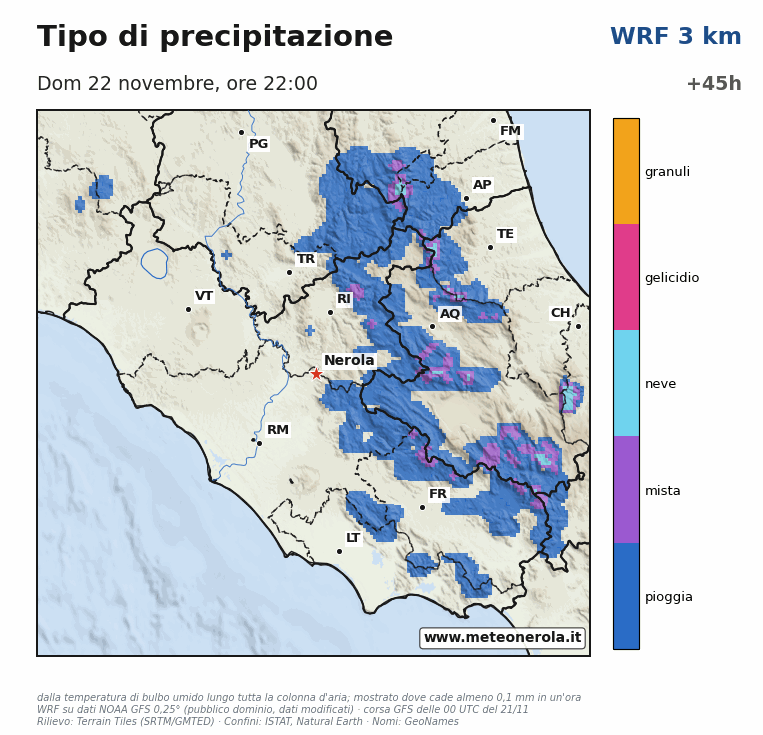 Tipo di precipitazione
WRF 3 km
Dom 22 novembre, ore 22:00
+45h
FM
PG
AP
TE
TR
VT
RI
AQ
CH
Nerola
RM
FR
LT
www.meteonerola.it
granuli
gelicidio
neve
mista
pioggia
dalla temperatura di bulbo umido lungo tutta la colonna d'aria; mostrato dove cade almeno 0,1 mm in un'ora
WRF su dati NOAA GFS 0,25° (pubblico dominio, dati modificati) · corsa GFS delle 00 UTC del 21/11
Rilievo: Terrain Tiles (SRTM/GMTED) · Confini: ISTAT, Natural Earth · Nomi: GeoNames